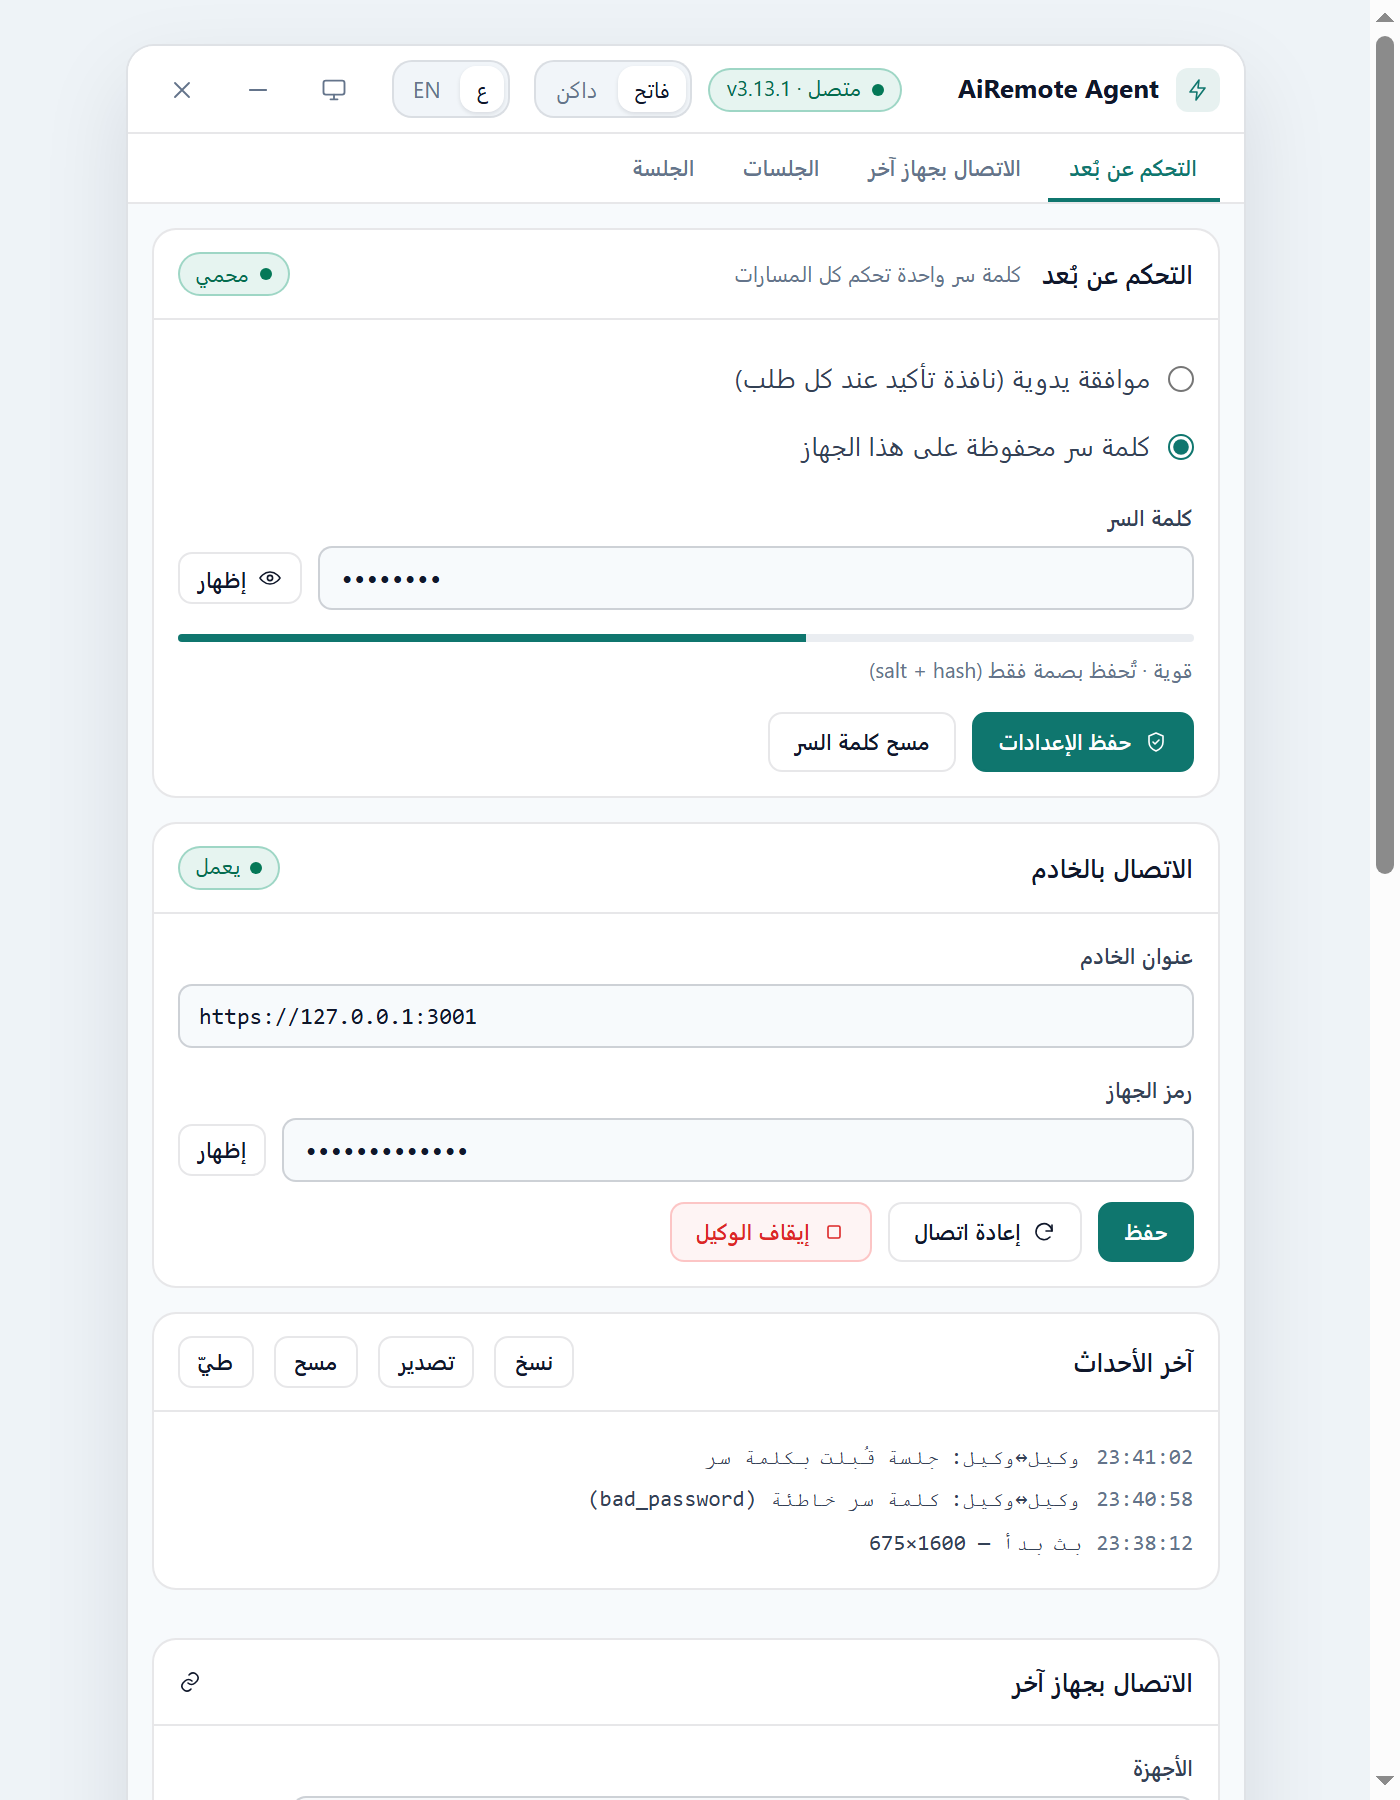 AiRemote Agent
متصل · v3.13.1
فاتح داكن
ع EN
التحكم عن بُعد الاتصال بجهاز آخر الجلسات الجلسة
التحكم عن بُعد كلمة سر واحدة تحكم كل المسارات محمي
موافقة يدوية (نافذة تأكيد عند كل طلب)
كلمة سر محفوظة على هذا الجهاز
كلمة السر
•••••••• إظهار
قوية · تُحفظ بصمة فقط (salt + hash)
حفظ الإعدادات مسح كلمة السر
الاتصال بالخادم يعمل
عنوان الخادم
https://127.0.0.1:3001
رمز الجهاز
••••••••••••• إظهار
حفظ إعادة اتصال إيقاف الوكيل
آخر الأحداث نسخ تصدير مسح طيّ
23:41:02 وكيل↔وكيل: جلسة قُبلت بكلمة سر
23:40:58 وكيل↔وكيل: كلمة سر خاطئة (bad_password)
23:38:12 بث بدأ — 1600×675
الاتصال بجهاز آخر
الأجهزة